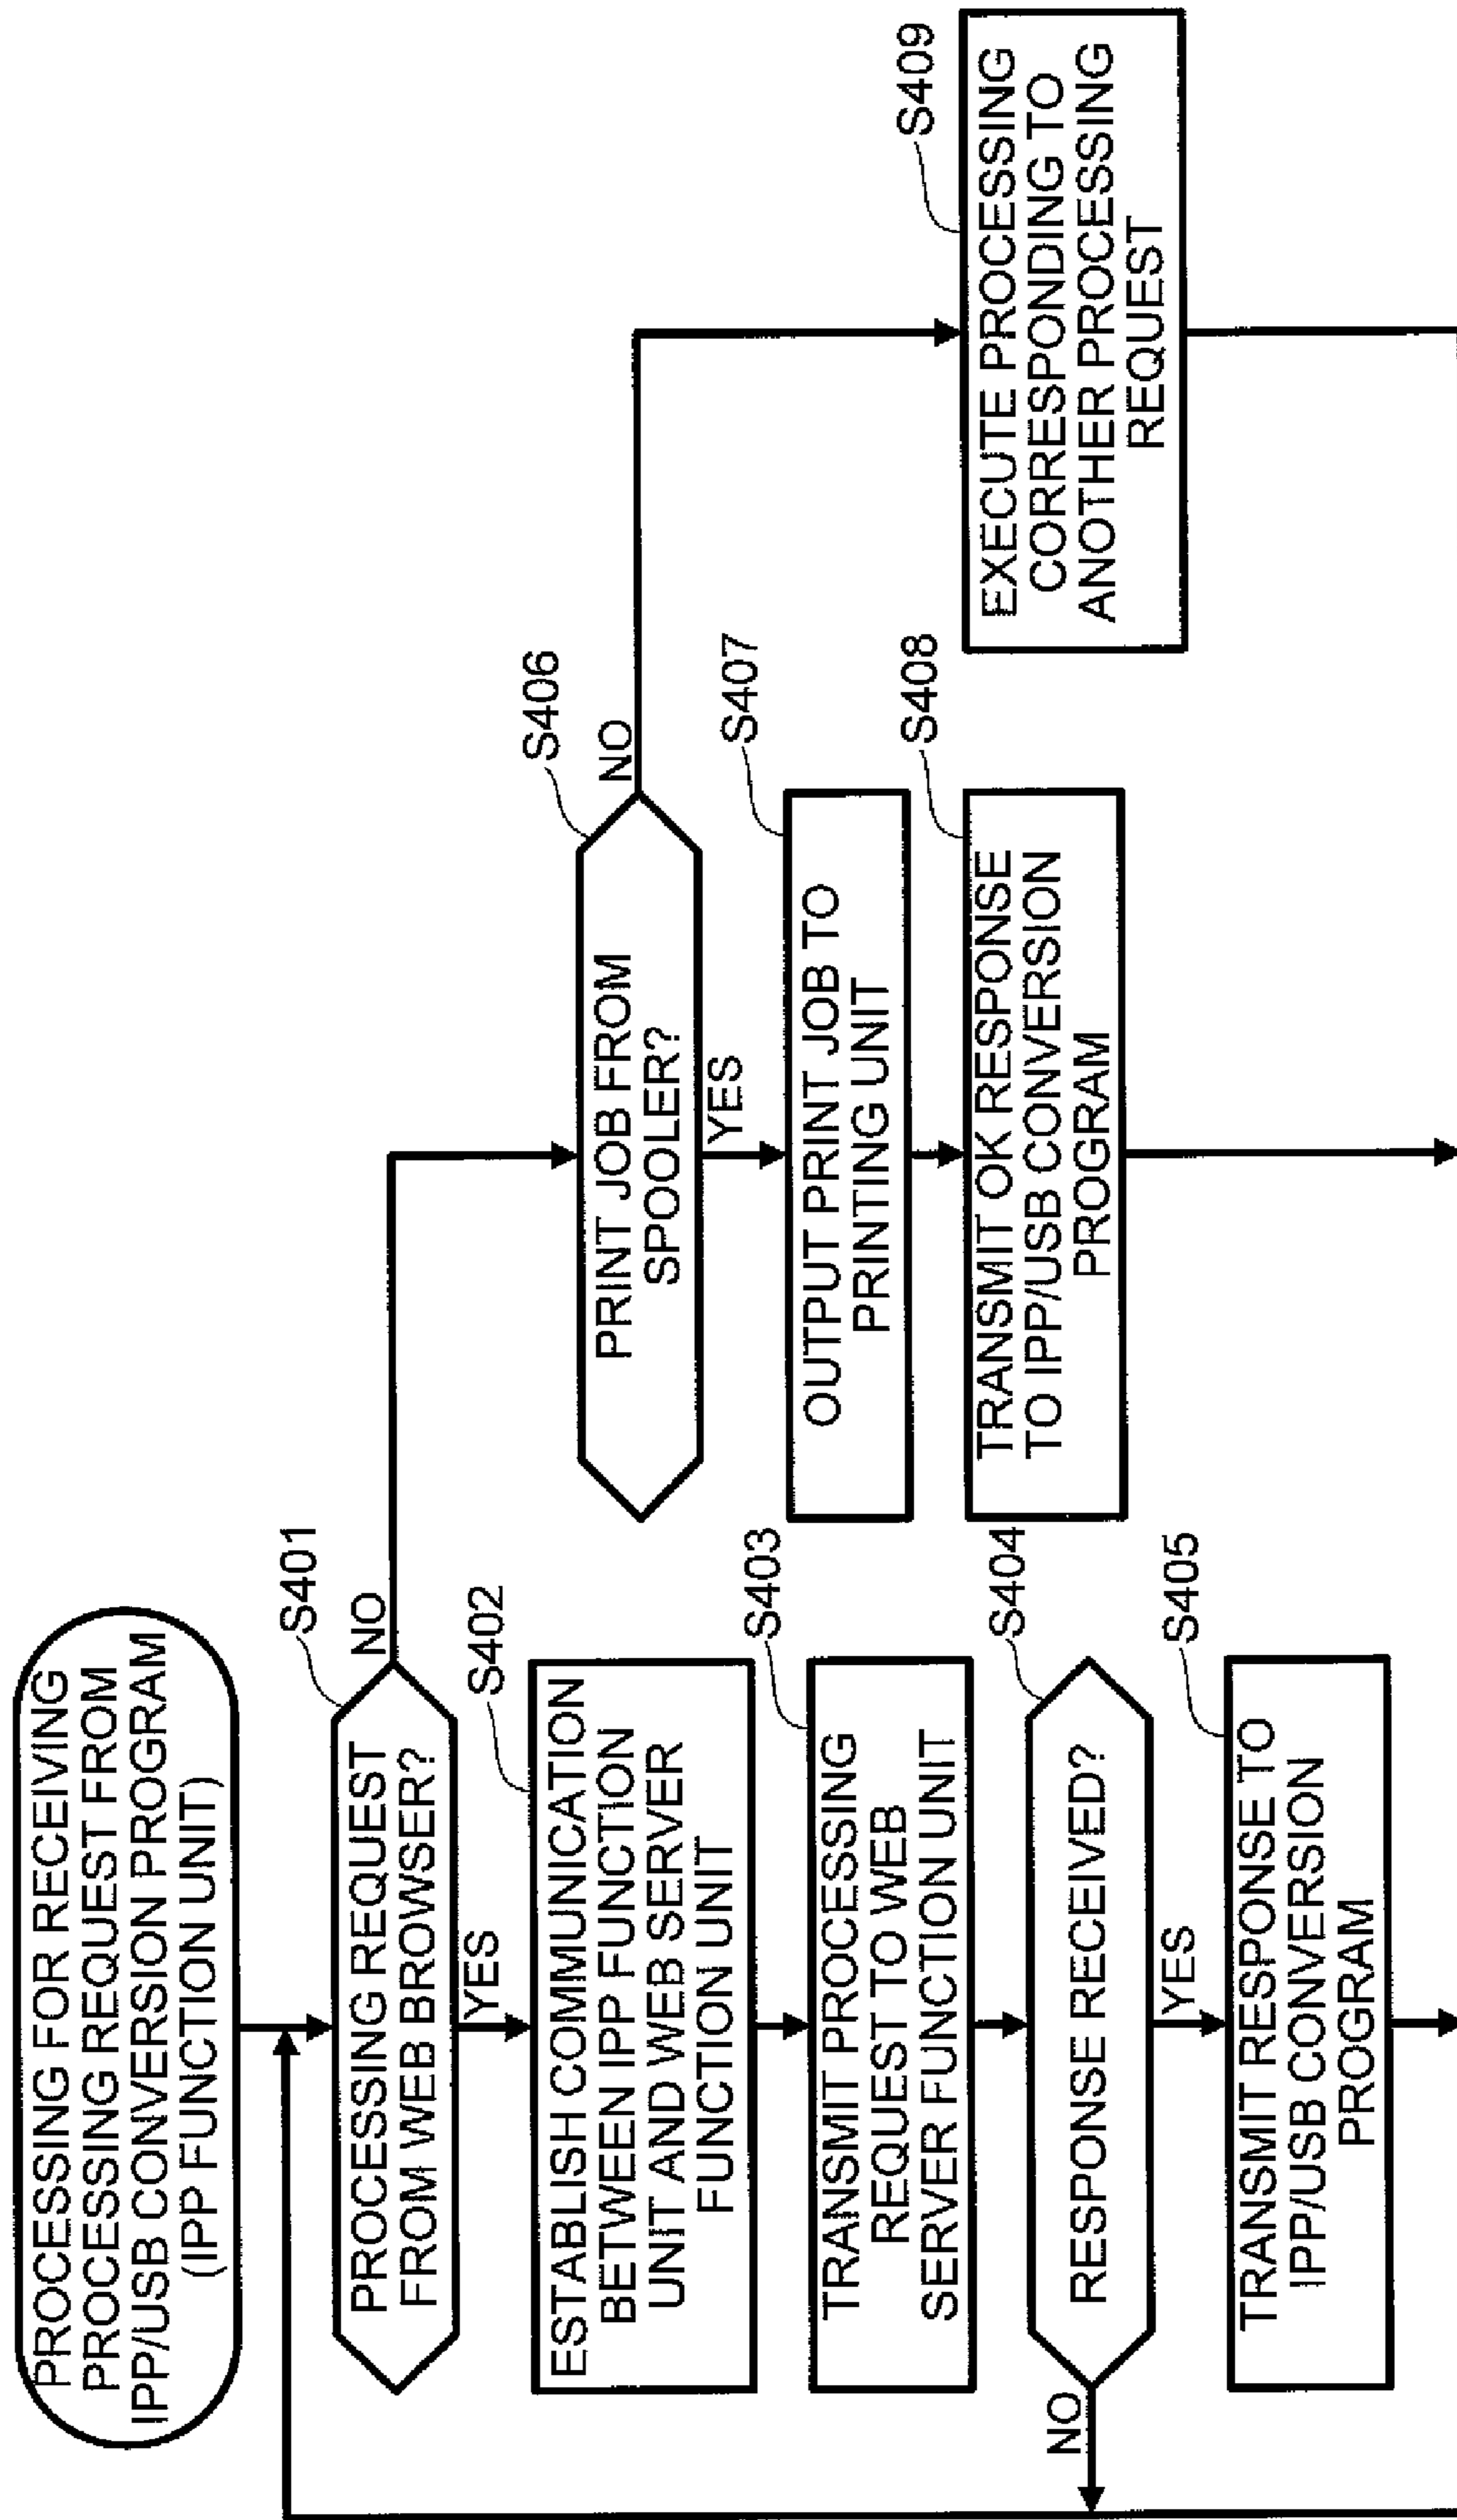 PROCESSING FOR RECEIVING
PROCESSING REQUEST FROM
IPP/USB CONVERSION PROGRAM
(IPP FUNCTION UNIT)
S401
PROCESSING REQUEST
FROM WEB BROWSER?
NO
YES
S402
ESTABLISH COMMUNICATION
BETWEEN IPP FUNCTION
UNIT AND WEB SERVER
FUNCTION UNIT
S403
TRANSMIT PROCESSING
REQUEST TO WEB
SERVER FUNCTION UNIT
S404
RESPONSE RECEIVED?
NO
YES
S405
TRANSMIT RESPONSE TO
IPP/USB CONVERSION
PROGRAM
S406
PRINT JOB FROM
SPOOLER?
NO
YES
S407
OUTPUT PRINT JOB TO
PRINTING UNIT
S408
TRANSMIT OK RESPONSE
TO IPP/USB CONVERSION
PROGRAM
S409
EXECUTE PROCESSING
CORRESPONDING TO
ANOTHER PROCESSING
REQUEST